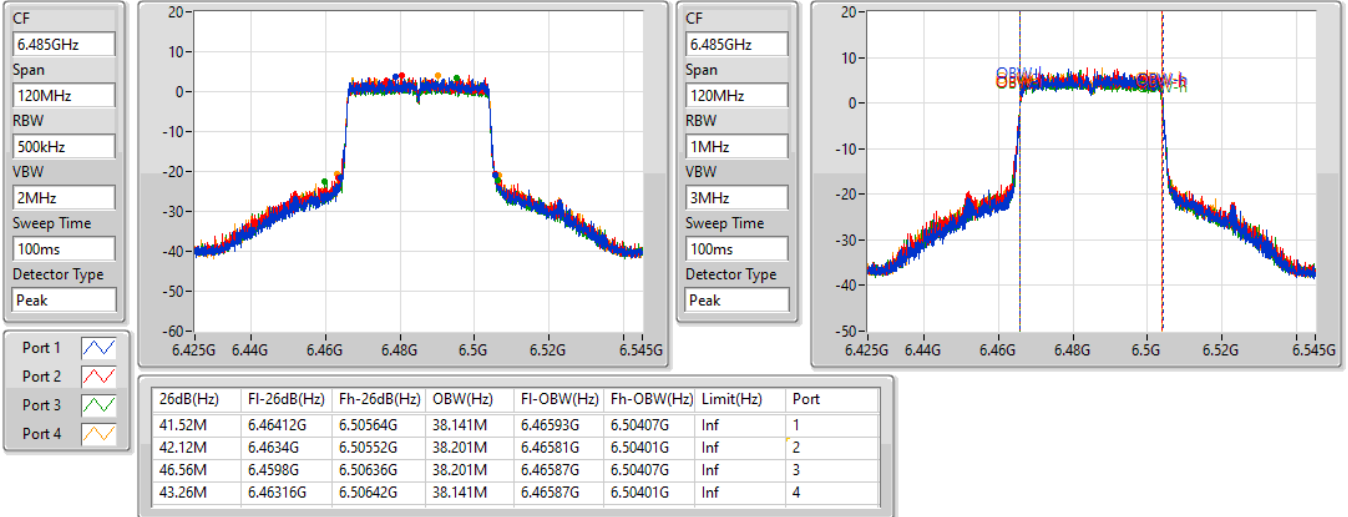 CF
6.485GHz
Span
120MHz
RBW
500kHz
VBW
2MHz
Sweep Time
100ms
Detector Type
Peak
20
10
0
-10
-20
-30
-40
-50
-60
6.425G 6.44G 6.46G 6.48G 6.5G 6.52G 6.545G
CF
6.485GHz
Span
120MHz
RBW
1MHz
VBW
3MHz
Sweep Time
100ms
Detector Type
Peak
20
10
0
-10
-20
-30
-40
-50
6.425G 6.44G 6.46G 6.48G 6.5G 6.52G 6.545G
OBW-h
Port 1
Port 2
Port 3
Port 4
26dB(Hz) Fl-26dB(Hz) Fh-26dB(Hz) OBW(Hz) Fl-OBW(Hz) Fh-OBW(Hz) Limit(Hz) Port
41.52M 6.46412G 6.50564G 38.141M 6.46593G 6.50407G Inf 1
42.12M 6.4634G 6.50552G 38.201M 6.46581G 6.50401G Inf 2
46.56M 6.4598G 6.50636G 38.201M 6.46587G 6.50407G Inf 3
43.26M 6.46316G 6.50642G 38.141M 6.46587G 6.50401G Inf 4